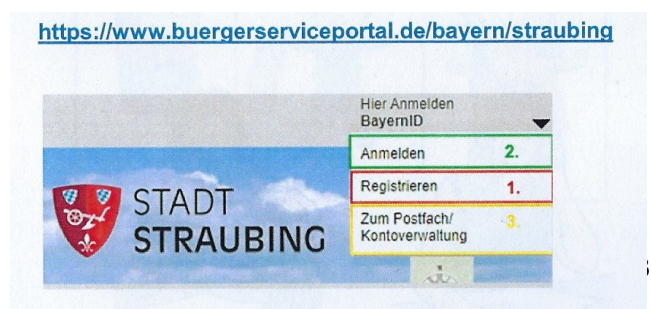 https://www.buergerserviceportal.de/bayern/straubing
Hier Anmelden
BayernID
Anmelden 2.
Registrieren 1.
Zum Postfach/
Kontoverwaltung 3.
STADT
STRAUBING